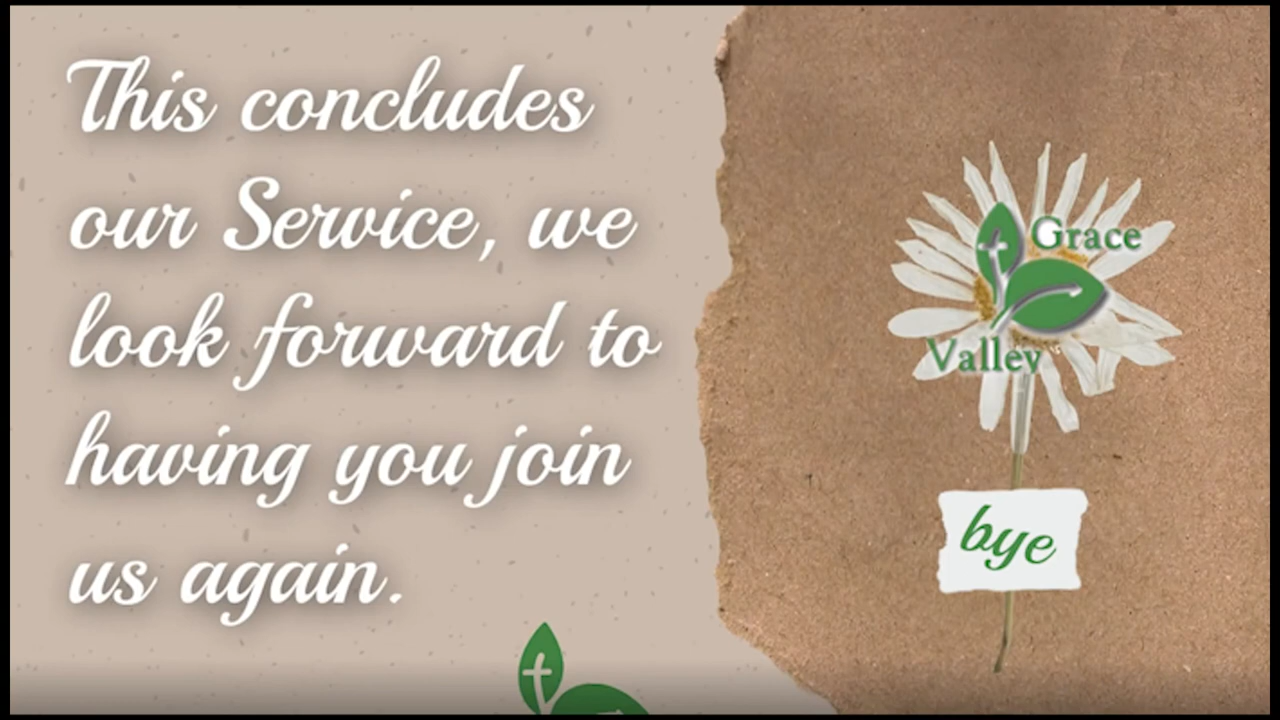 This concludes
our Service, we
look forward to
having you join
us again.
Grace
Valley
bye